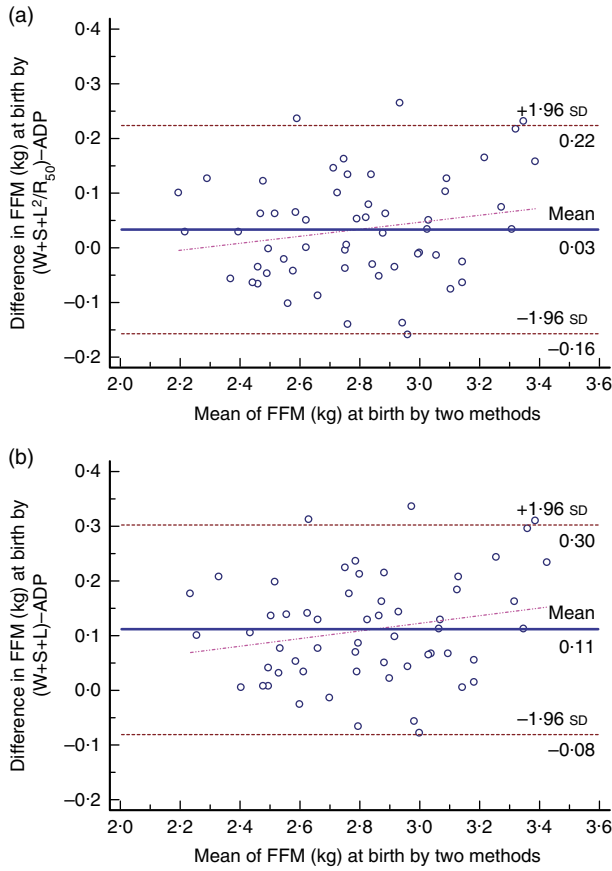 (a)
0·4
0·3
0·2
0·1
0·0
−0·1
−0·2
Difference in FFM (kg) at birth by
(W+S+L²/R₅₀)–ADP
+1·96 SD
0·22
Mean
0·03
−1·96 SD
−0·16
2·0 2·2 2·4 2·6 2·8 3·0 3·2 3·4 3·6
Mean of FFM (kg) at birth by two methods
(b)
0·4
0·3
0·2
0·1
0·0
−0·1
−0·2
Difference in FFM (kg) at birth by
(W+S+L)–ADP
+1·96 SD
0·30
Mean
0·11
−1·96 SD
−0·08
2·0 2·2 2·4 2·6 2·8 3·0 3·2 3·4 3·6
Mean of FFM (kg) at birth by two methods